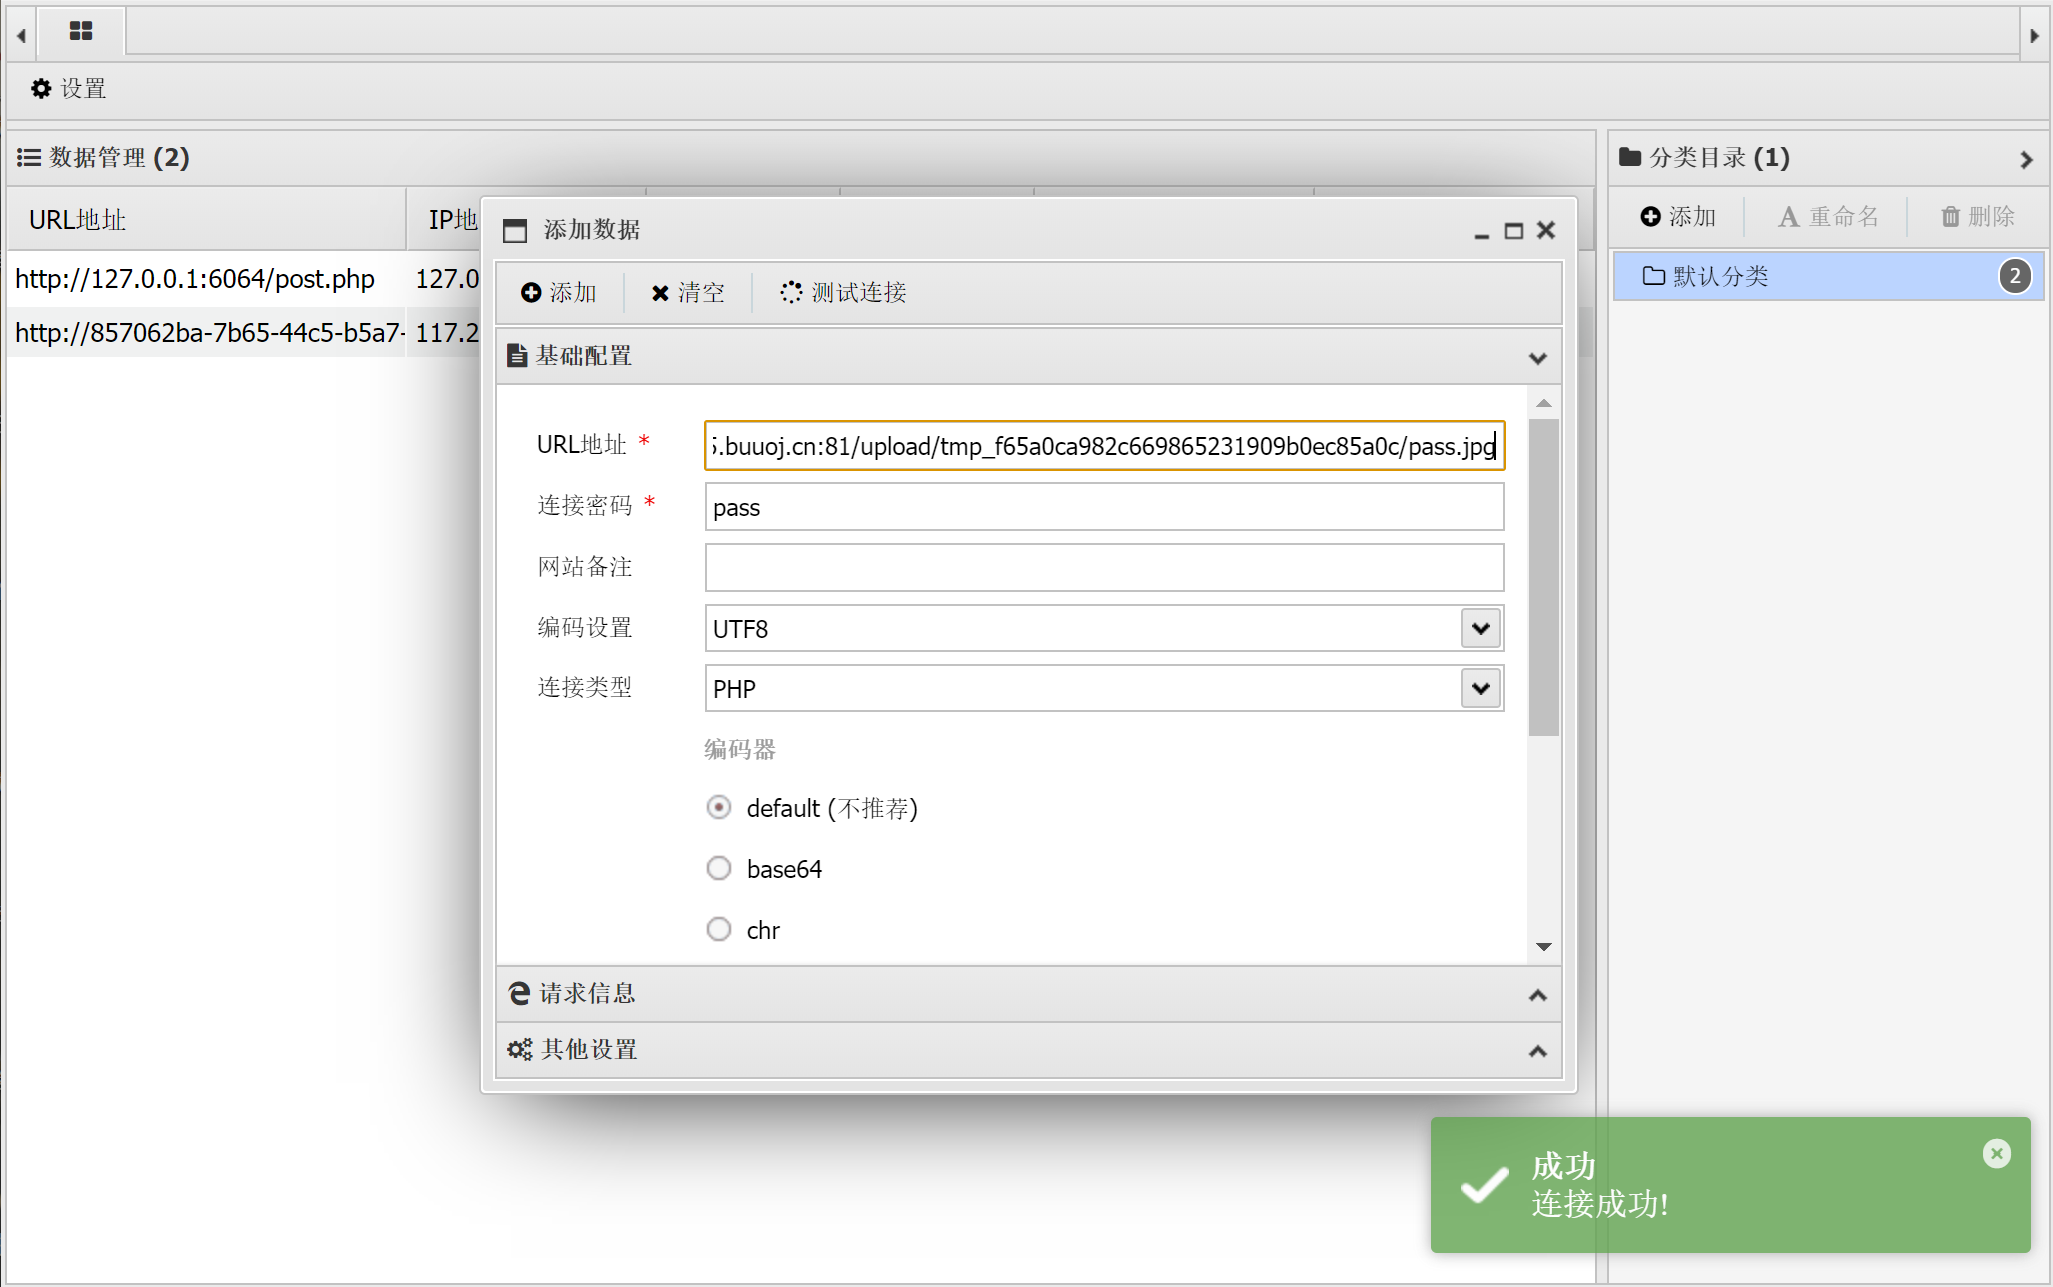 设置
数据管理 (2)
URL地址
IP地
http://127.0.0.1:6064/post.php
127.0
http://857062ba-7b65-44c5-b5a7-
117.2
添加数据
添加
清空
测试连接
基础配置
URL地址 *
.buuoj.cn:81/upload/tmp_f65a0ca982c669865231909b0ec85a0c/pass.jpg
连接密码 *
pass
网站备注
编码设置
UTF8
连接类型
PHP
编码器
default (不推荐)
base64
chr
请求信息
其他设置
分类目录 (1)
添加
重命名
删除
默认分类
2
成功
连接成功!